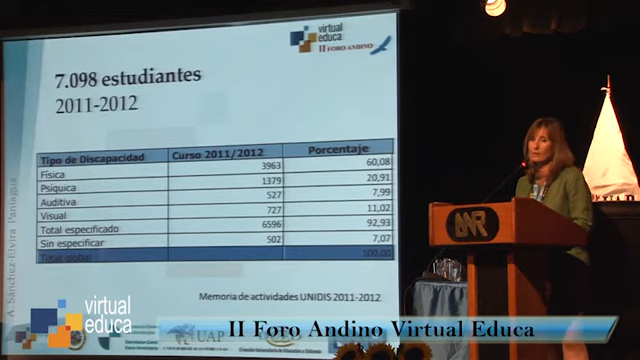 virtual
educa
II FORO ANDINO
7.098 estudiantes
2011-2012
Tipo de Discapacidad Curso 2011/2012 Porcentaje
Física 3963 60,08
Psíquica 1379 20,91
Auditiva 527 7,99
Visual 727 11,02
Total especificado 6596 92,93
Sin especificar 502 7,07
Total global 100,00
Memoria de actividades UNIDIS 2011-2012
A. Sánchez-Elvira Paniagua
ANR
virtual
educa
UAP
II Foro Andino Virtual Educa